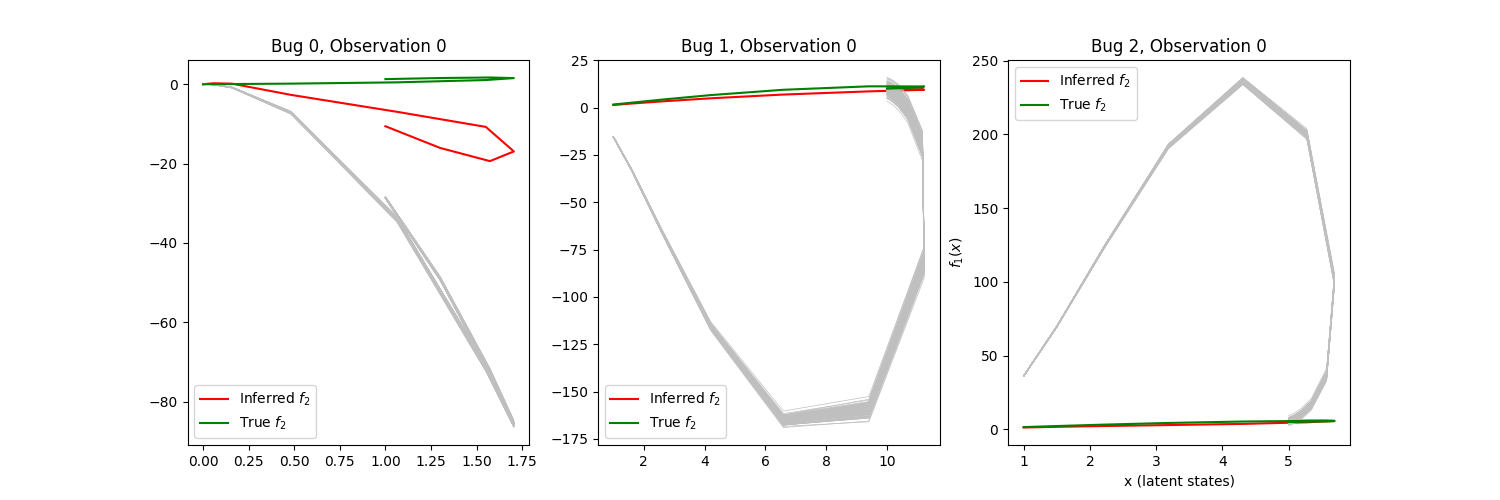 Bug 0, Observation 0
0
−20
−40
−60
−80
0.00 0.25 0.50 0.75 1.00 1.25 1.50 1.75
Inferred f₂
True f₂
Bug 1, Observation 0
25
0
−25
−50
−75
−100
−125
−150
−175
2 4 6 8 10
Inferred f₂
True f₂
Bug 2, Observation 0
250
200
150
100
50
0
f₁(x)
1 2 3 4 5
x (latent states)
Inferred f₂
True f₂